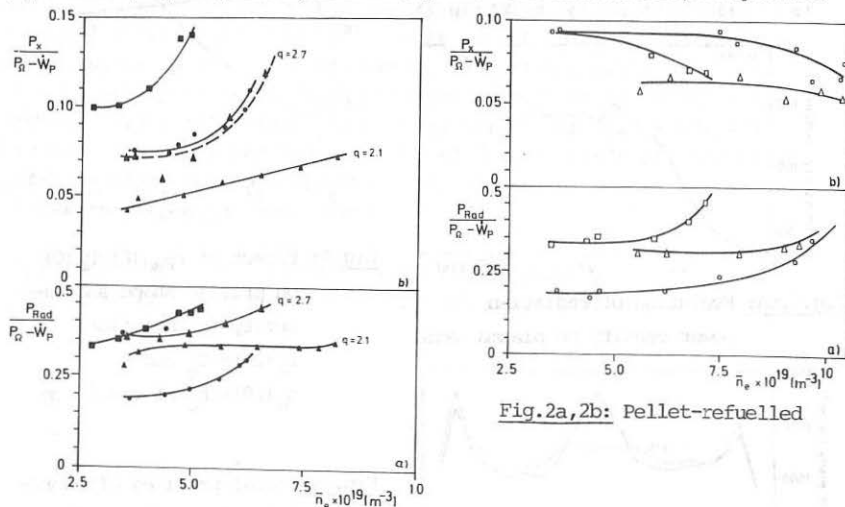 0.15
P_x
P_Ω − Ẇ_P
0.10
0.05
0
q = 2.7
q = 2.1
b)
0.5
P_Rad
P_Ω − Ẇ_P
0.25
0
q = 2.7
q = 2.1
a)
2.5
5.0
7.5
10
n̄_e × 10^19 (m^-3)
0.10
P_x
P_Ω − Ẇ_P
0.05
0
b)
0.5
P_Rad
P_Ω − Ẇ_P
0.25
0
a)
2.5
5.0
7.5
10
n̄_e × 10^19 (m^-3)
Fig.2a,2b: Pellet-refuelled